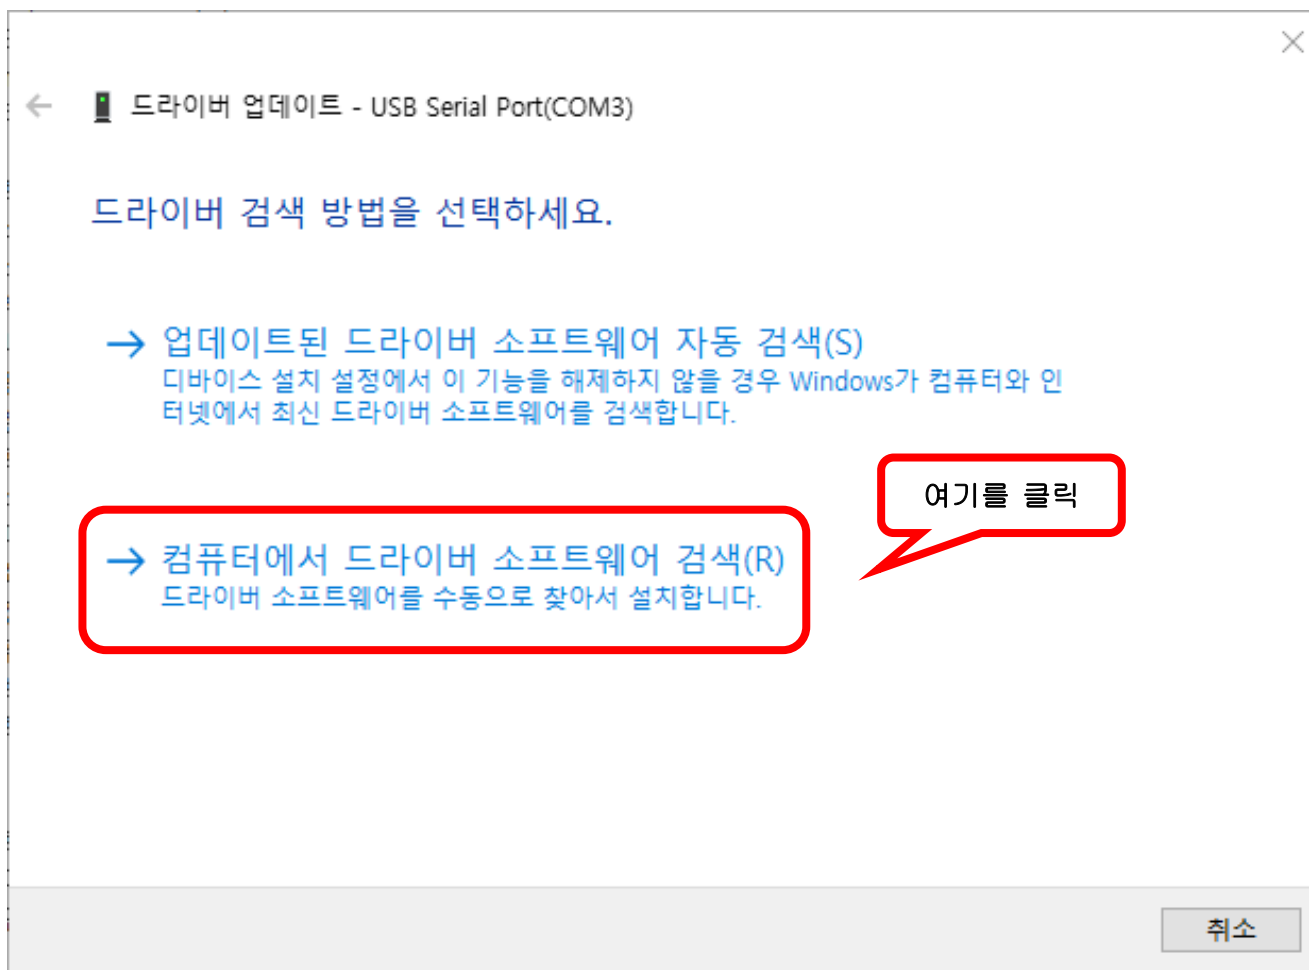 드라이버 업데이트 - USB Serial Port(COM3)
드라이버 검색 방법을 선택하세요.
→ 업데이트된 드라이버 소프트웨어 자동 검색(S)
디바이스 설치 설정에서 이 기능을 해제하지 않을 경우 Windows가 컴퓨터와 인
터넷에서 최신 드라이버 소프트웨어를 검색합니다.
여기를 클릭
→ 컴퓨터에서 드라이버 소프트웨어 검색(R)
드라이버 소프트웨어를 수동으로 찾아서 설치합니다.
취소